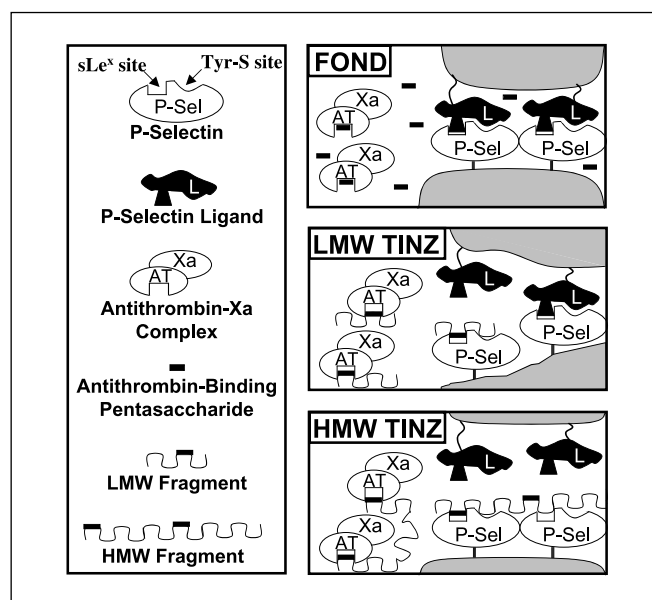 sLeˣ site
Tyr-S site
P-Sel
P-Selectin
L
P-Selectin Ligand
Xa
AT
Antithrombin-Xa
Complex
Antithrombin-Binding
Pentasaccharide
LMW Fragment
HMW Fragment
FOND
Xa
AT
Xa
AT
L
L
P-Sel
P-Sel
LMW TINZ
Xa
AT
Xa
AT
L
L
P-Sel
P-Sel
HMW TINZ
Xa
AT
Xa
AT
L
L
P-Sel
P-Sel